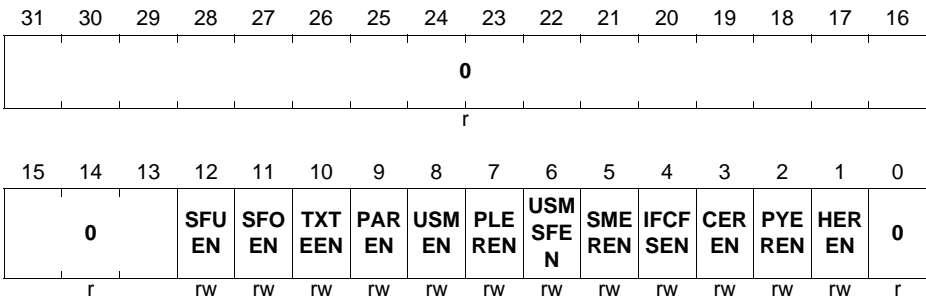 31 30 29 28 27 26 25 24 23 22 21 20 19 18 17 16
0
r
15 14 13 12 11 10 9 8 7 6 5 4 3 2 1 0
0 SFU EN SFO EN TXT EEN PAR EN USM EN PLE REN USM SFE N SME REN IFCF SEN CER EN PYE REN HER EN 0
r rw rw rw rw rw rw rw rw rw rw rw rw r